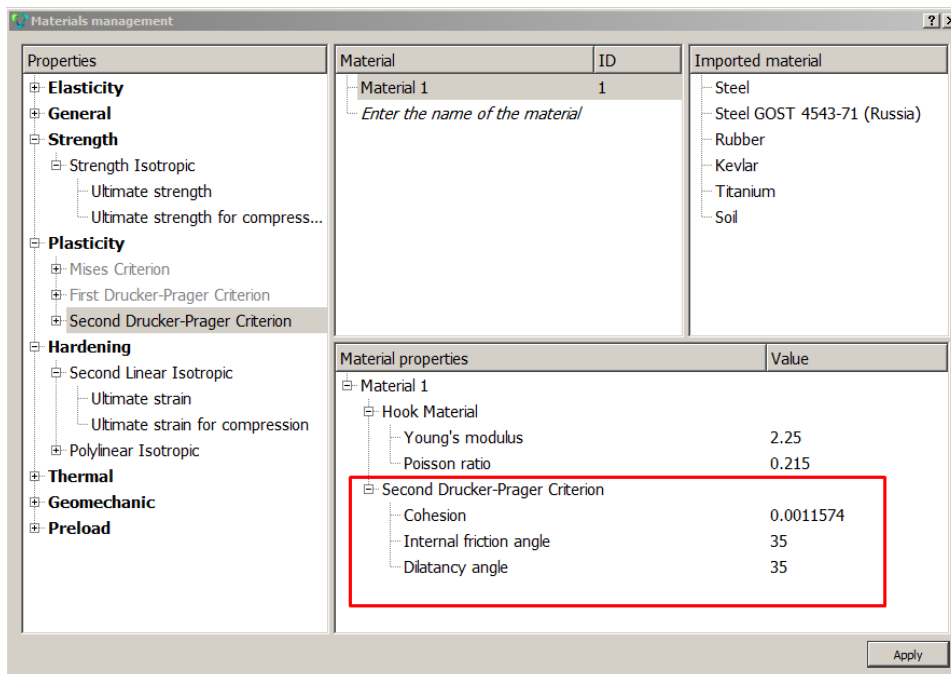 Materials management
Properties
Elasticity
General
Strength
Strength Isotropic
Ultimate strength
Ultimate strength for compress...
Plasticity
Mises Criterion
First Drucker-Prager Criterion
Second Drucker-Prager Criterion
Hardening
Second Linear Isotropic
Ultimate strain
Ultimate strain for compression
Polylinear Isotropic
Thermal
Geomechanic
Preload
Material ID
Material 1 1
Enter the name of the material
Imported material
Steel
Steel GOST 4543-71 (Russia)
Rubber
Kevlar
Titanium
Soil
Material properties Value
Material 1
Hook Material
Young's modulus 2.25
Poisson ratio 0.215
Second Drucker-Prager Criterion
Cohesion 0.0011574
Internal friction angle 35
Dilatancy angle 35
Apply